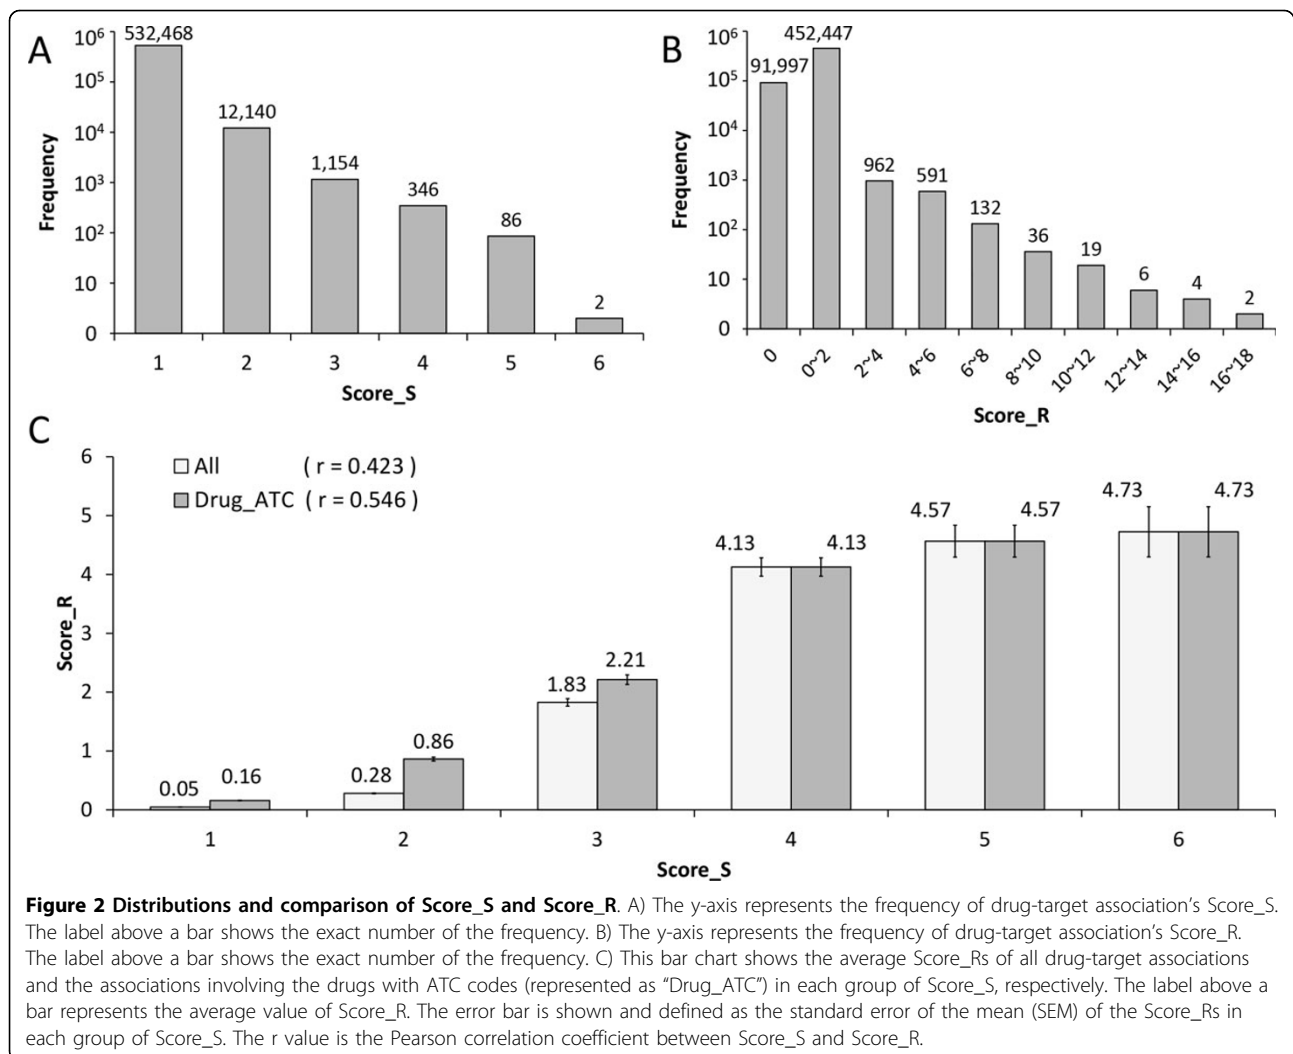 A
Frequency
10⁶
10⁵
10⁴
10³
10²
10
0
532,468
12,140
1,154
346
86
2
1 2 3 4 5 6
Score_S
B
Frequency
10⁶
10⁵
10⁴
10³
10²
10
0
91,997
452,447
962
591
132
36
19
6
4
2
0 0~2 2~4 4~6 6~8 8~10 10~12 12~14 14~16 16~18
Score_R
C
Score_R
6
5
4
3
2
1
0
All ( r = 0.423 )
Drug_ATC ( r = 0.546 )
0.05 0.16
0.28 0.86
1.83 2.21
4.13 4.13
4.57 4.57
4.73 4.73
1 2 3 4 5 6
Score_S
Figure 2 Distributions and comparison of Score_S and Score_R. A) The y-axis represents the frequency of drug-target association's Score_S.
The label above a bar shows the exact number of the frequency. B) The y-axis represents the frequency of drug-target association's Score_R.
The label above a bar shows the exact number of the frequency. C) This bar chart shows the average Score_Rs of all drug-target associations
and the associations involving the drugs with ATC codes (represented as "Drug_ATC") in each group of Score_S, respectively. The label above a
bar represents the average value of Score_R. The error bar is shown and defined as the standard error of the mean (SEM) of the Score_Rs in
each group of Score_S. The r value is the Pearson correlation coefficient between Score_S and Score_R.